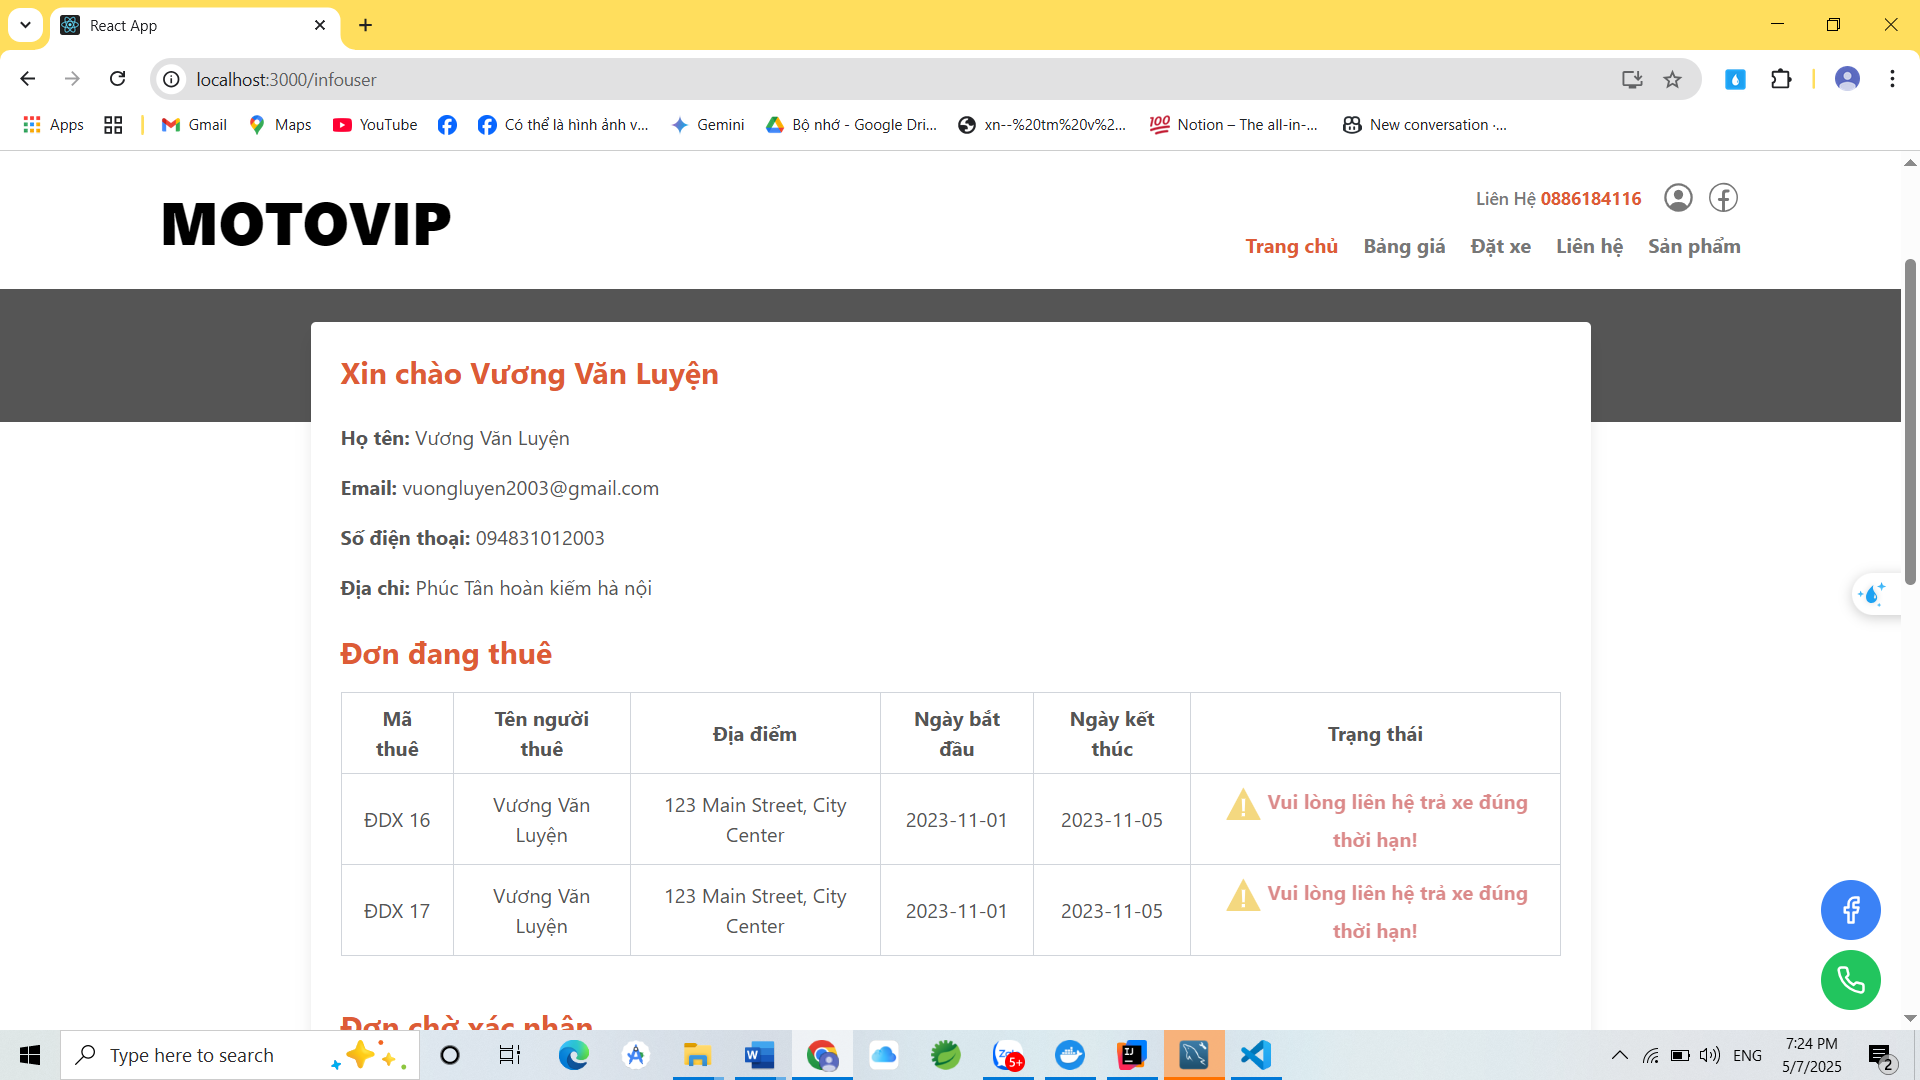 React App
localhost:3000/infouser
Apps
Gmail
Maps
YouTube
Có thể là hình ảnh v...
Gemini
Bộ nhớ - Google Dri...
xn--%20tm%20v%2...
Notion – The all-in-...
New conversation ·...
MOTOVIP
Liên Hệ 0886184116
Trang chủ Bảng giá Đặt xe Liên hệ Sản phẩm
Xin chào Vương Văn Luyện
Họ tên: Vương Văn Luyện
Email: vuongluyen2003@gmail.com
Số điện thoại: 094831012003
Địa chỉ: Phúc Tân hoàn kiếm hà nội
Đơn đang thuê
Mã thuê
Tên người thuê
Địa điểm
Ngày bắt đầu
Ngày kết thúc
Trạng thái
ĐDX 16
Vương Văn Luyện
123 Main Street, City Center
2023-11-01
2023-11-05
Vui lòng liên hệ trả xe đúng thời hạn!
ĐDX 17
Vương Văn Luyện
123 Main Street, City Center
2023-11-01
2023-11-05
Vui lòng liên hệ trả xe đúng thời hạn!
Đơn chờ xác nhận
Type here to search
5+
ENG
7:24 PM
5/7/2025
2